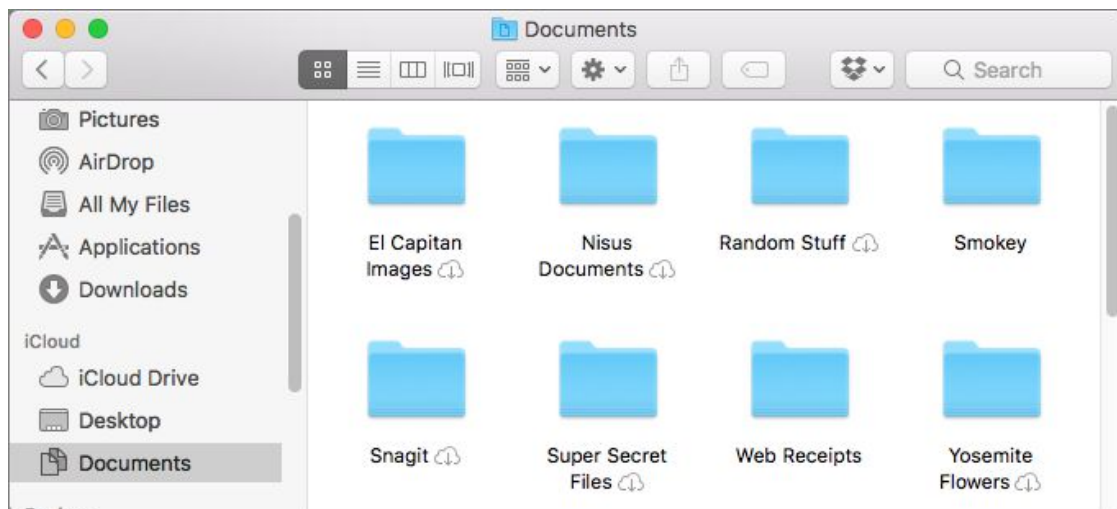 Documents
Search
Pictures
AirDrop
All My Files
Applications
Downloads
iCloud
iCloud Drive
Desktop
Documents
El Capitan
Images
Nisus
Documents
Random Stuff
Smokey
Snagit
Super Secret
Files
Web Receipts
Yosemite
Flowers